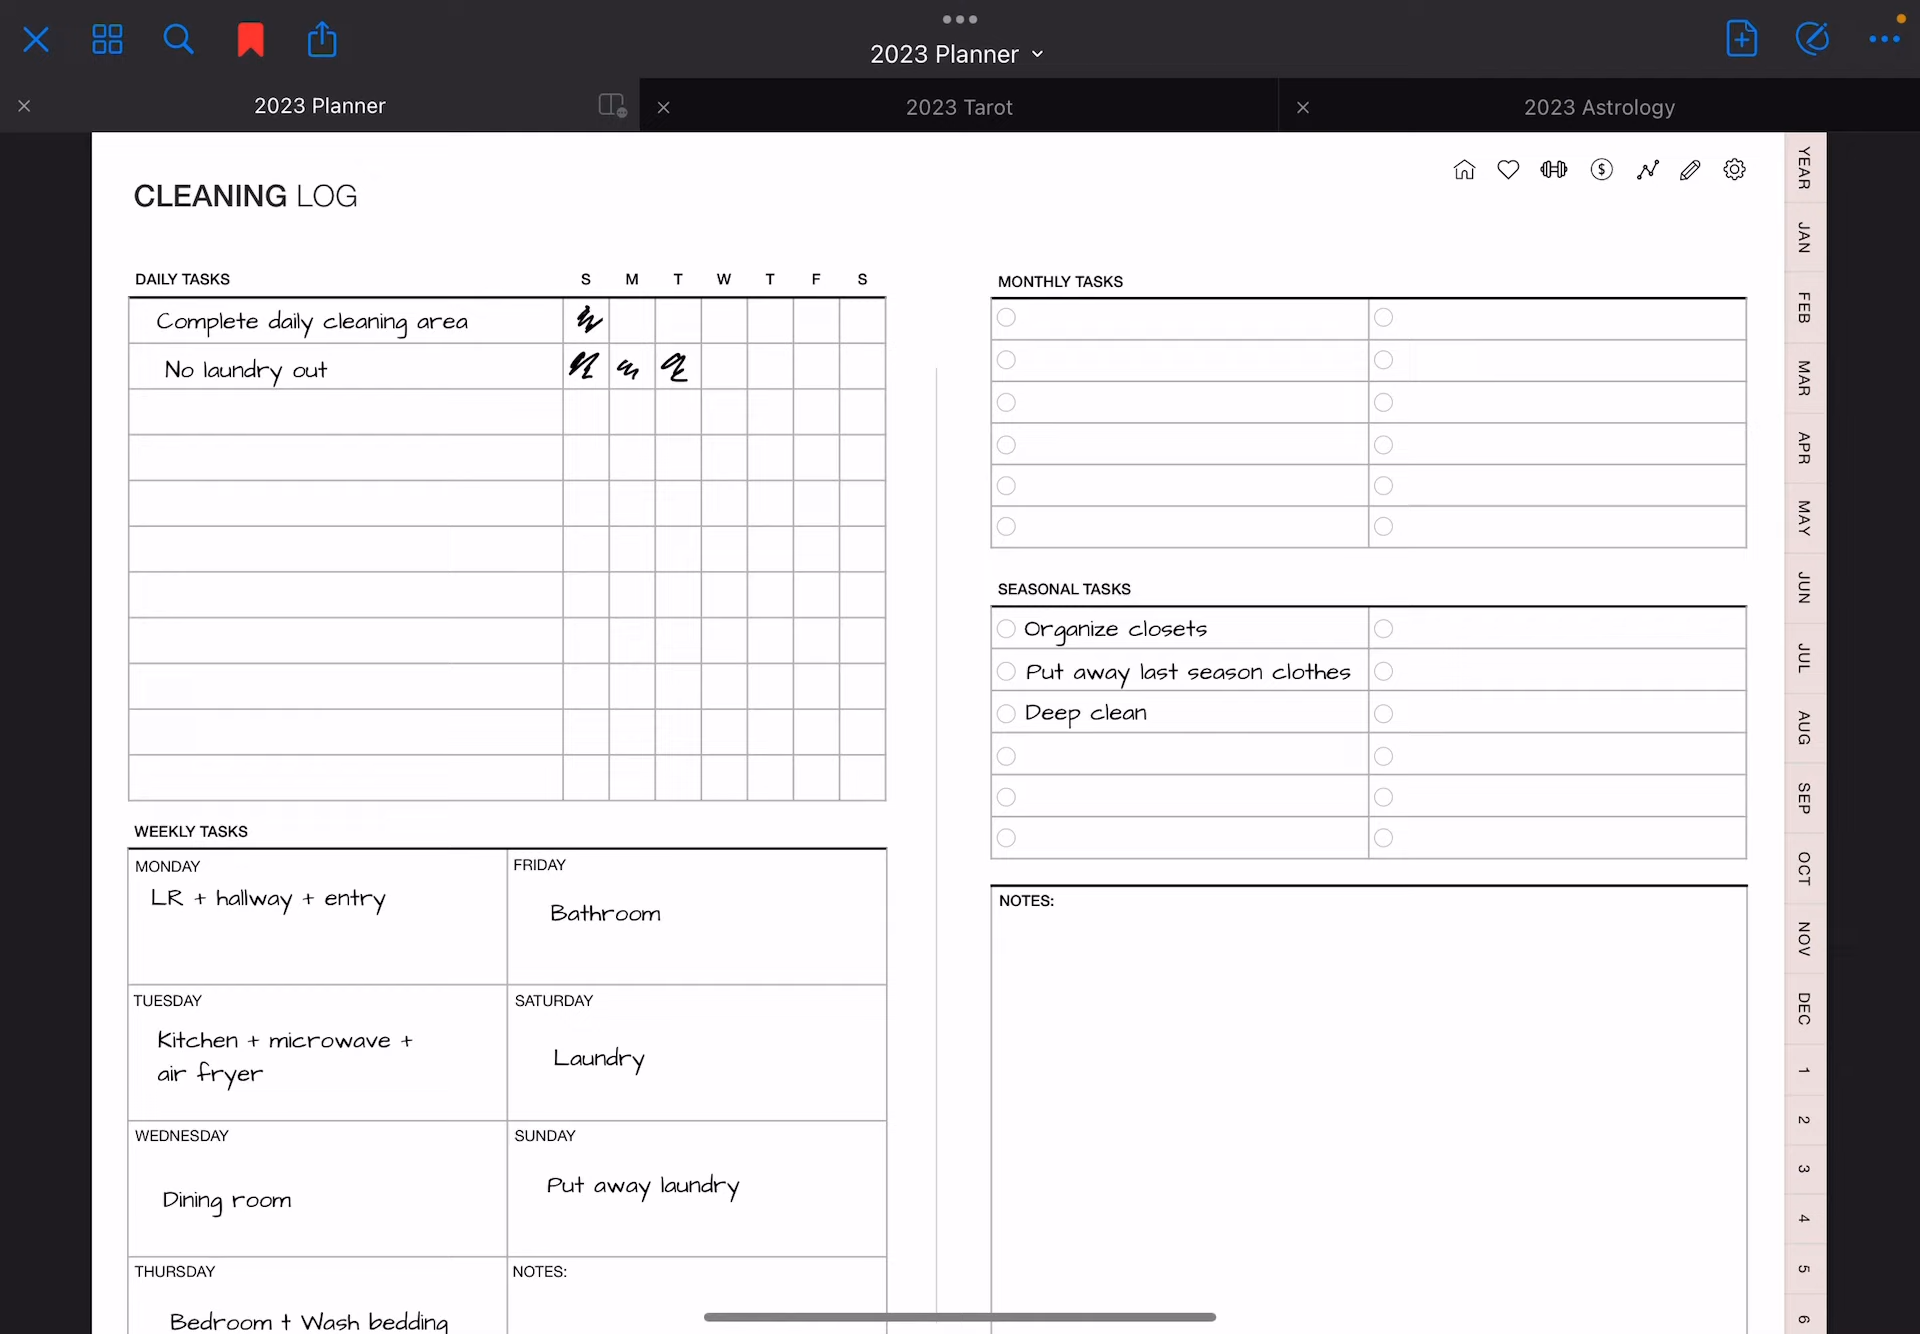 2023 Planner
2023 Planner
2023 Tarot
2023 Astrology
CLEANING LOG
DAILY TASKS S M T W T F S
Complete daily cleaning area
No laundry out
WEEKLY TASKS
MONDAY
LR + hallway + entry
FRIDAY
Bathroom
TUESDAY
Kitchen + microwave +
air fryer
SATURDAY
Laundry
WEDNESDAY
Dining room
SUNDAY
Put away laundry
THURSDAY
Bedroom + Wash bedding
NOTES:
MONTHLY TASKS
SEASONAL TASKS
Organize closets
Put away last season clothes
Deep clean
NOTES:
YEAR
JAN
FEB
MAR
APR
MAY
JUN
JUL
AUG
SEP
OCT
NOV
DEC
1
2
3
4
5
6